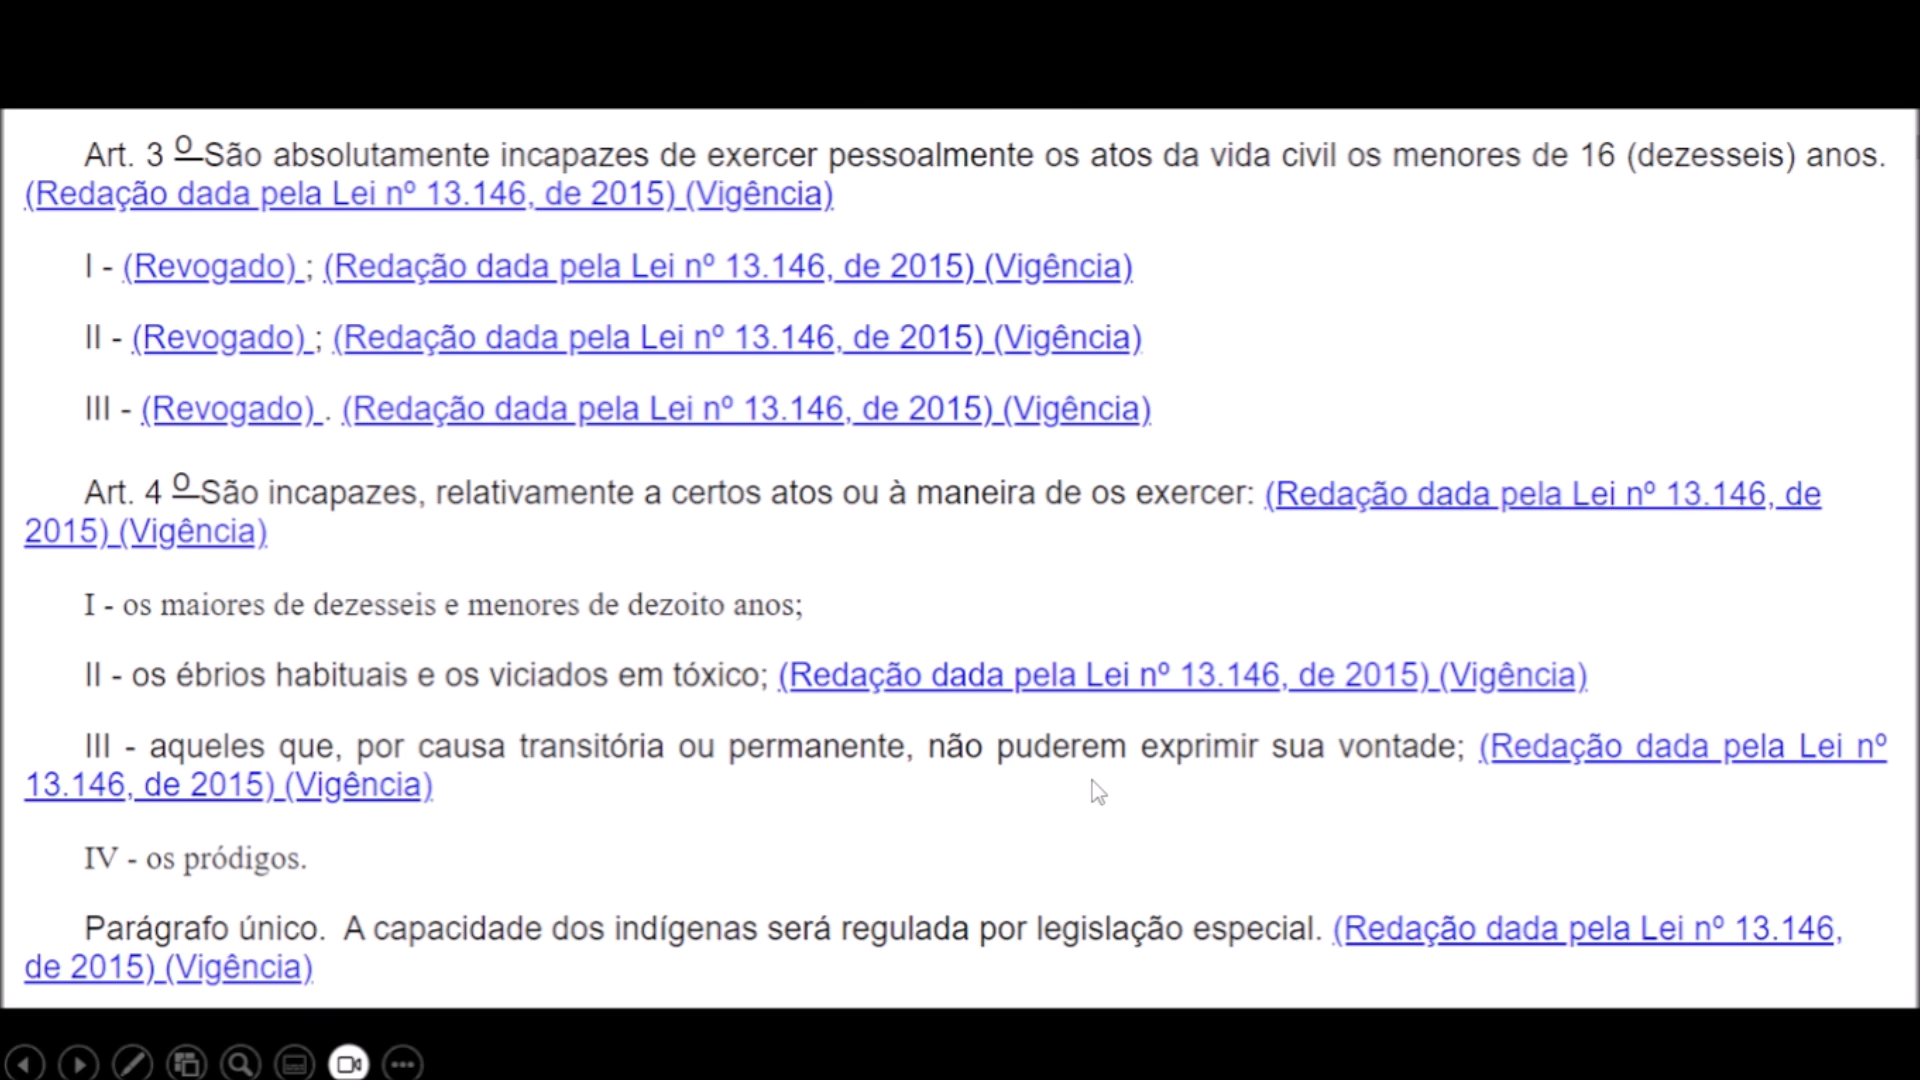 Art. 3 º São absolutamente incapazes de exercer pessoalmente os atos da vida civil os menores de 16 (dezesseis) anos.
(Redação dada pela Lei nº 13.146, de 2015) (Vigência)
I - (Revogado) ; (Redação dada pela Lei nº 13.146, de 2015) (Vigência)
II - (Revogado) ; (Redação dada pela Lei nº 13.146, de 2015) (Vigência)
III - (Revogado) . (Redação dada pela Lei nº 13.146, de 2015) (Vigência)
Art. 4 º São incapazes, relativamente a certos atos ou à maneira de os exercer: (Redação dada pela Lei nº 13.146, de
2015) (Vigência)
I - os maiores de dezesseis e menores de dezoito anos;
II - os ébrios habituais e os viciados em tóxico; (Redação dada pela Lei nº 13.146, de 2015) (Vigência)
III - aqueles que, por causa transitória ou permanente, não puderem exprimir sua vontade; (Redação dada pela Lei nº
13.146, de 2015) (Vigência)
IV - os pródigos.
Parágrafo único. A capacidade dos indígenas será regulada por legislação especial. (Redação dada pela Lei nº 13.146,
de 2015) (Vigência)